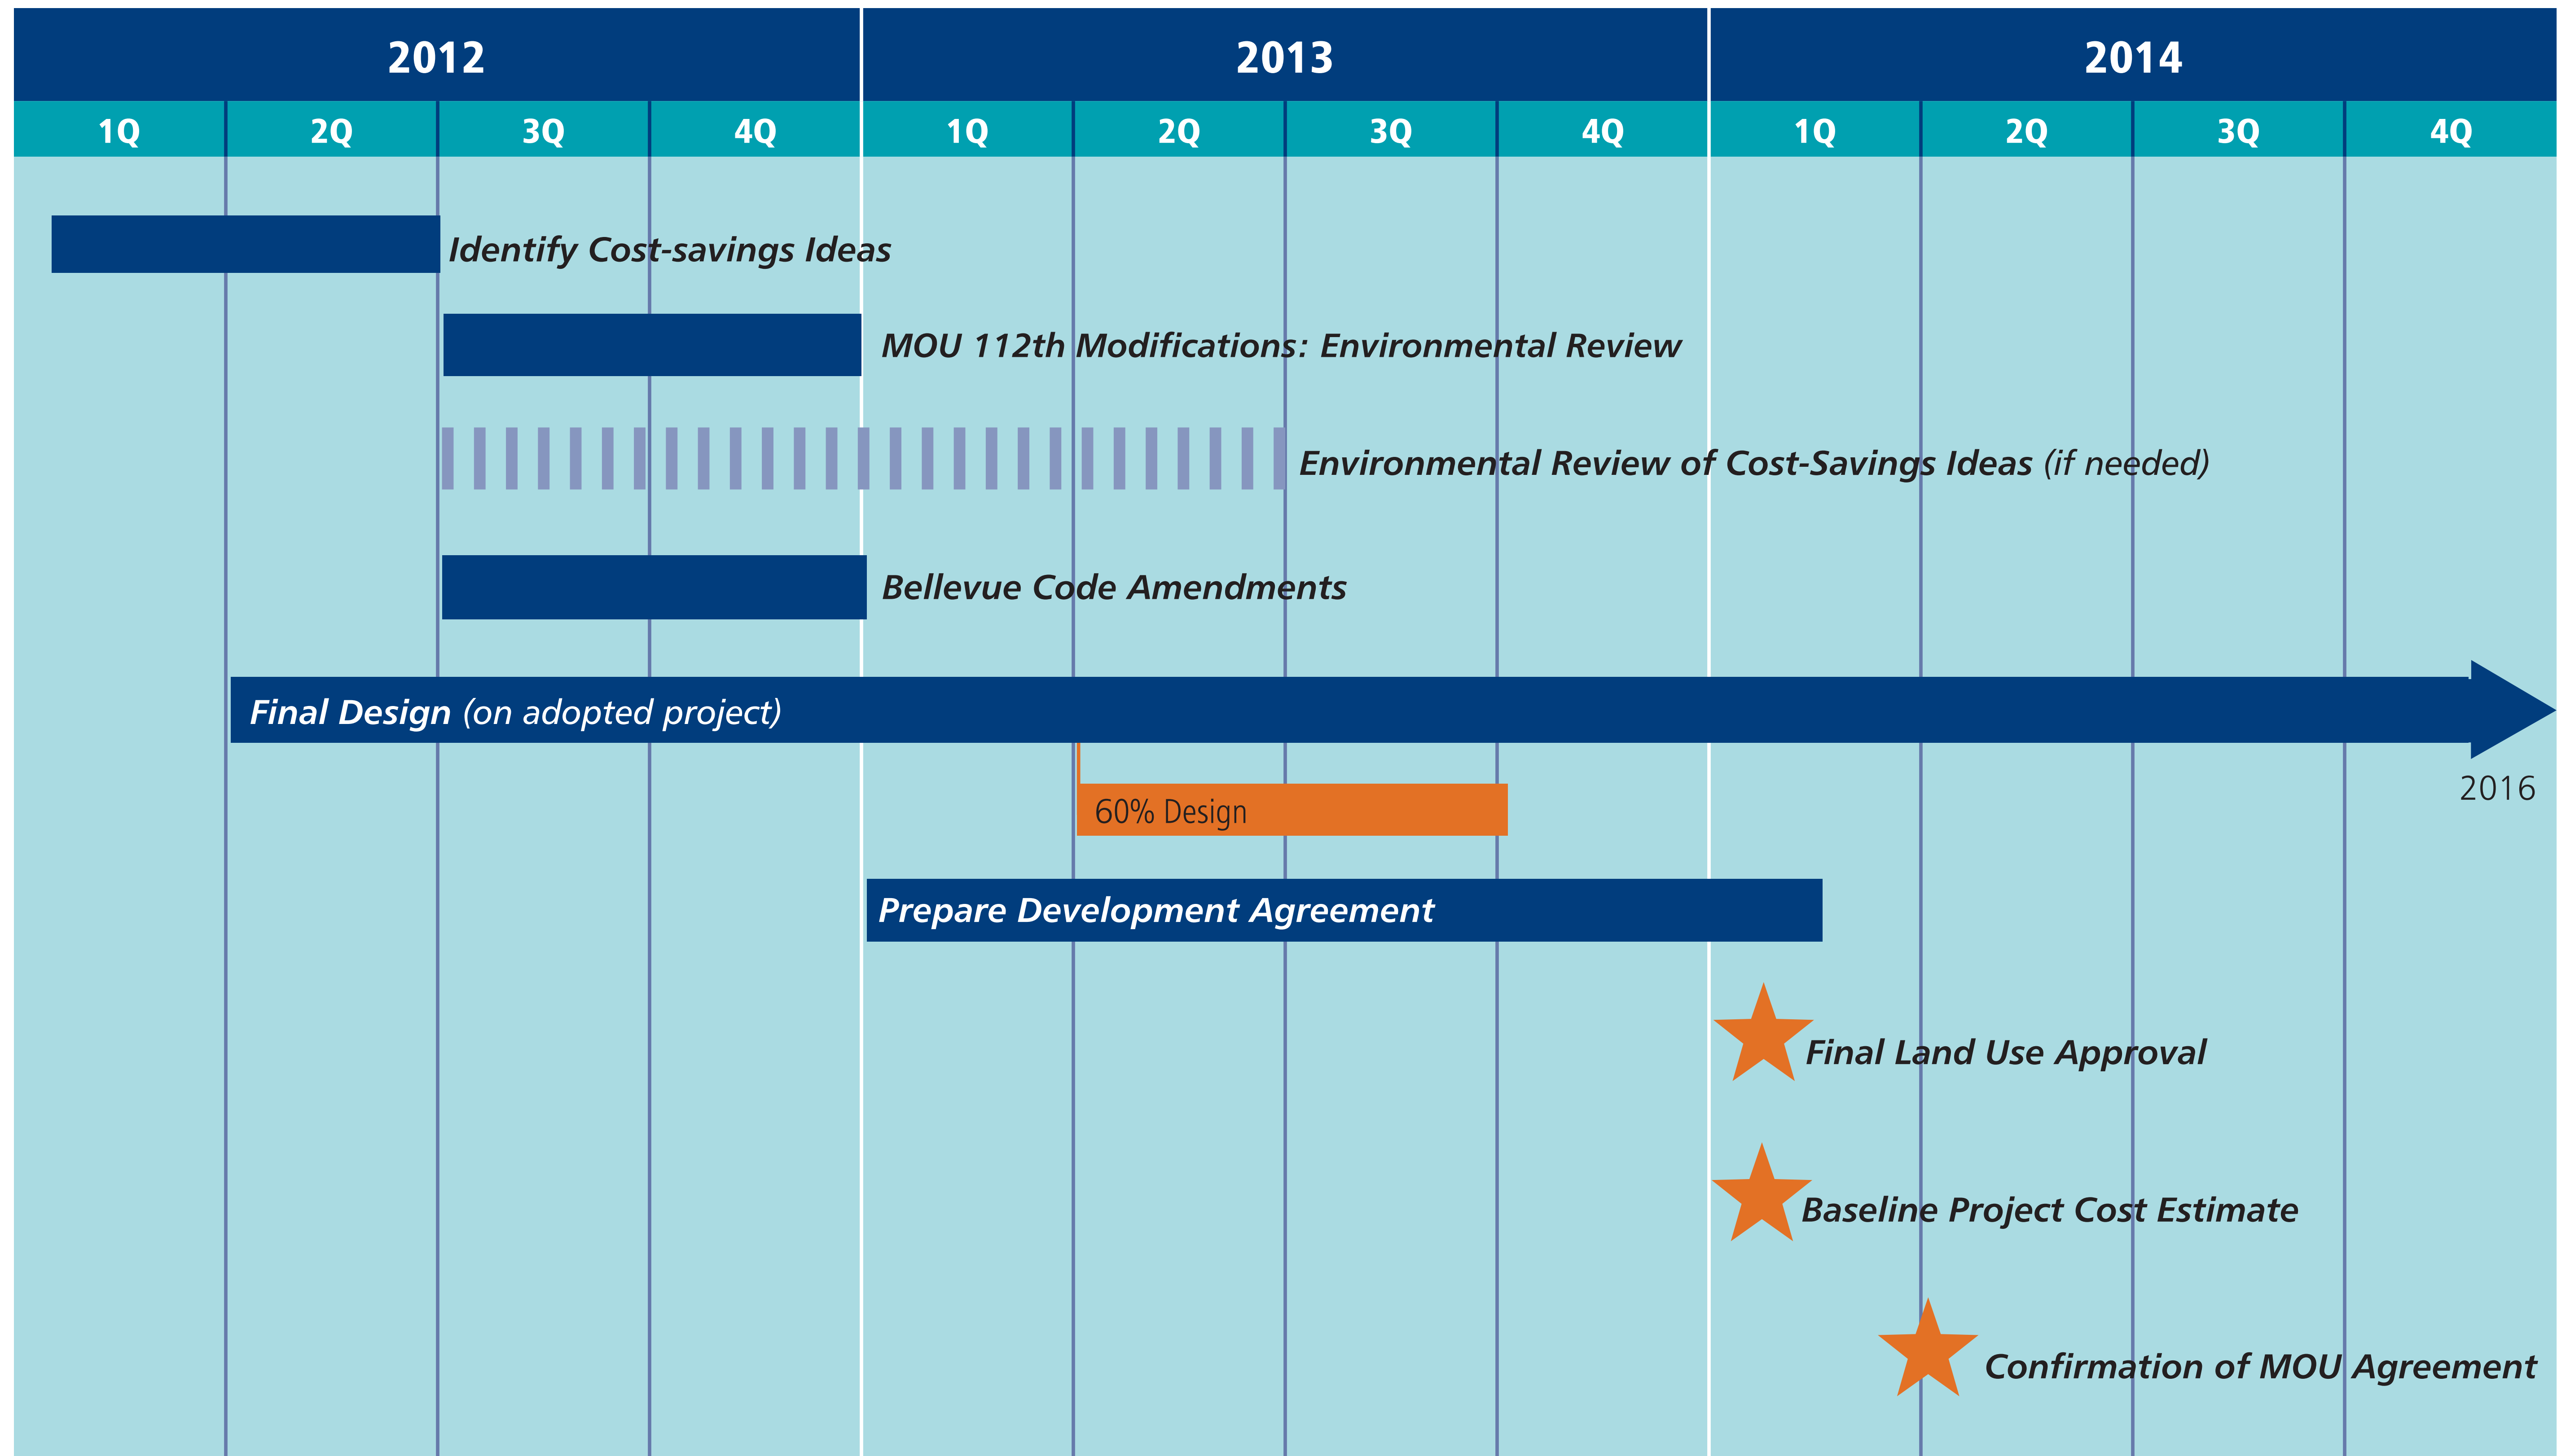 2012 2013 2014
1Q 2Q 3Q 4Q 1Q 2Q 3Q 4Q 1Q 2Q 3Q 4Q
Identify Cost-savings Ideas
MOU 112th Modifications: Environmental Review
Environmental Review of Cost-Savings Ideas (if needed)
Bellevue Code Amendments
Final Design (on adopted project)
2016
60% Design
Prepare Development Agreement
Final Land Use Approval
Baseline Project Cost Estimate
Confirmation of MOU Agreement